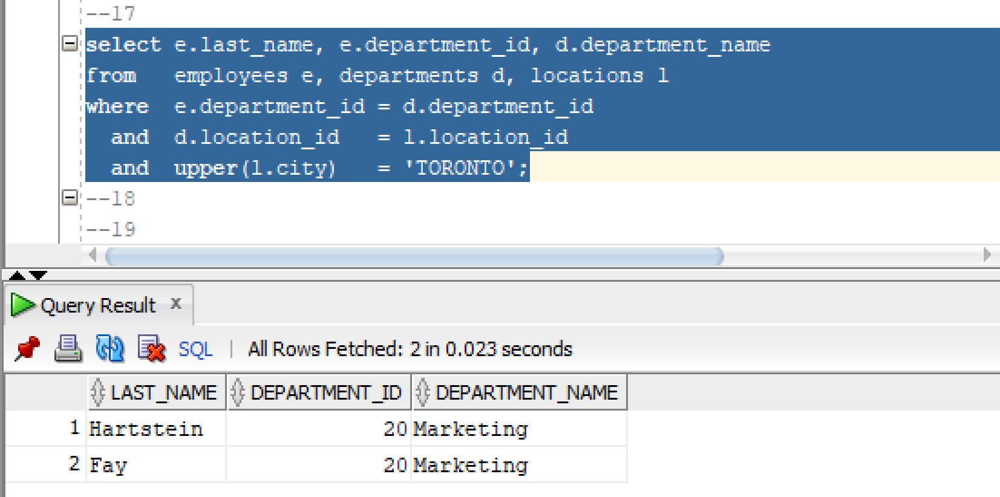 --17
select e.last_name, e.department_id, d.department_name
from   employees e, departments d, locations l
where  e.department_id = d.department_id
  and  d.location_id   = l.location_id
  and  upper(l.city)   = 'TORONTO';
--18
--19
Query Result x
SQL | All Rows Fetched: 2 in 0.023 seconds
LAST_NAME DEPARTMENT_ID DEPARTMENT_NAME
1 Hartstein 20 Marketing
2 Fay 20 Marketing